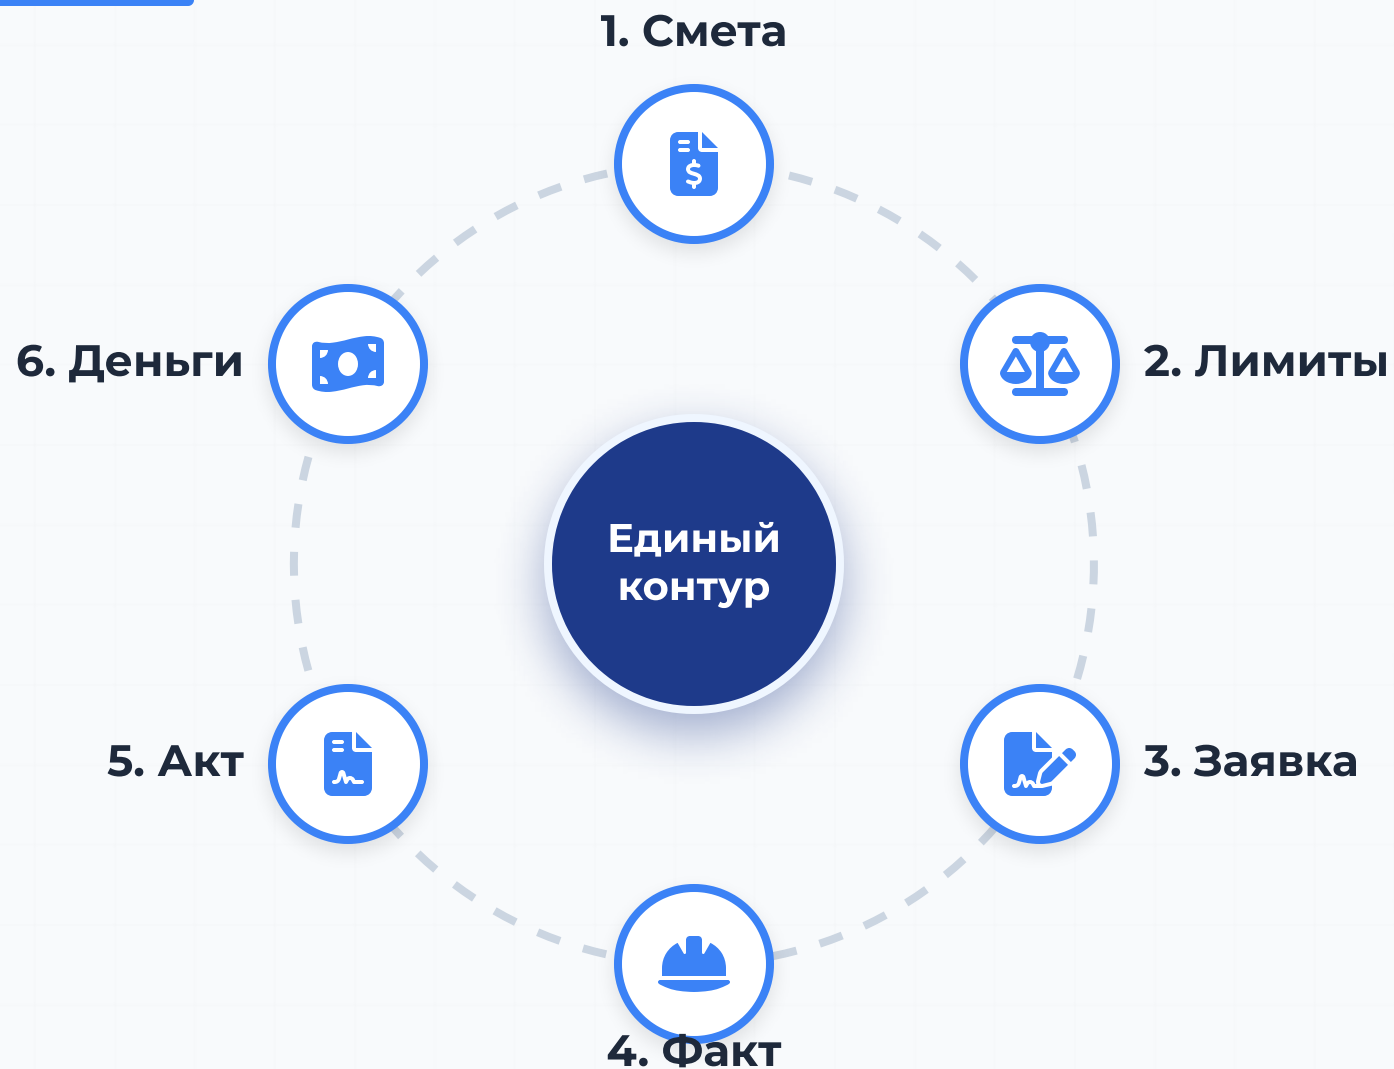 1. Смета
6. Деньги
2. Лимиты
Единый
контур
5. Акт
3. Заявка
4. Факт